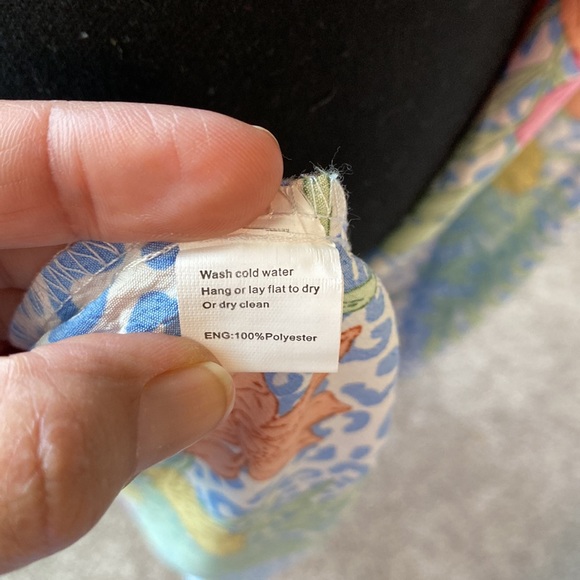 Wash cold water
Hang or lay flat to dry
Or dry clean
ENG:100%Polyester